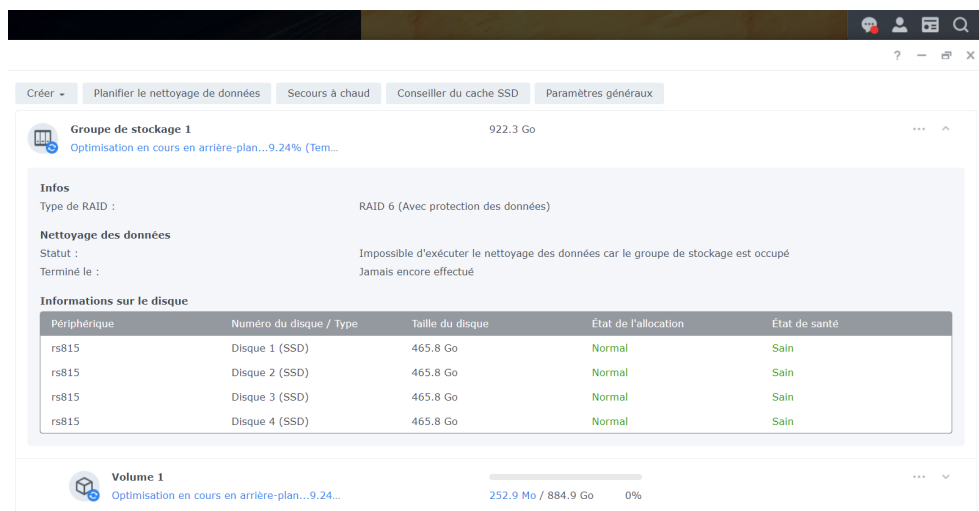 Créer Planifier le nettoyage de données Secours à chaud Conseiller du cache SSD Paramètres généraux
Groupe de stockage 1 922.3 Go
Optimisation en cours en arrière-plan...9.24% (Tem...
Infos
Type de RAID : RAID 6 (Avec protection des données)
Nettoyage des données
Statut : Impossible d'exécuter le nettoyage des données car le groupe de stockage est occupé
Terminé le : Jamais encore effectué
Informations sur le disque
Périphérique Numéro du disque / Type Taille du disque État de l'allocation État de santé
rs815 Disque 1 (SSD) 465.8 Go Normal Sain
rs815 Disque 2 (SSD) 465.8 Go Normal Sain
rs815 Disque 3 (SSD) 465.8 Go Normal Sain
rs815 Disque 4 (SSD) 465.8 Go Normal Sain
Volume 1
Optimisation en cours en arrière-plan...9.24... 252.9 Mo / 884.9 Go 0%